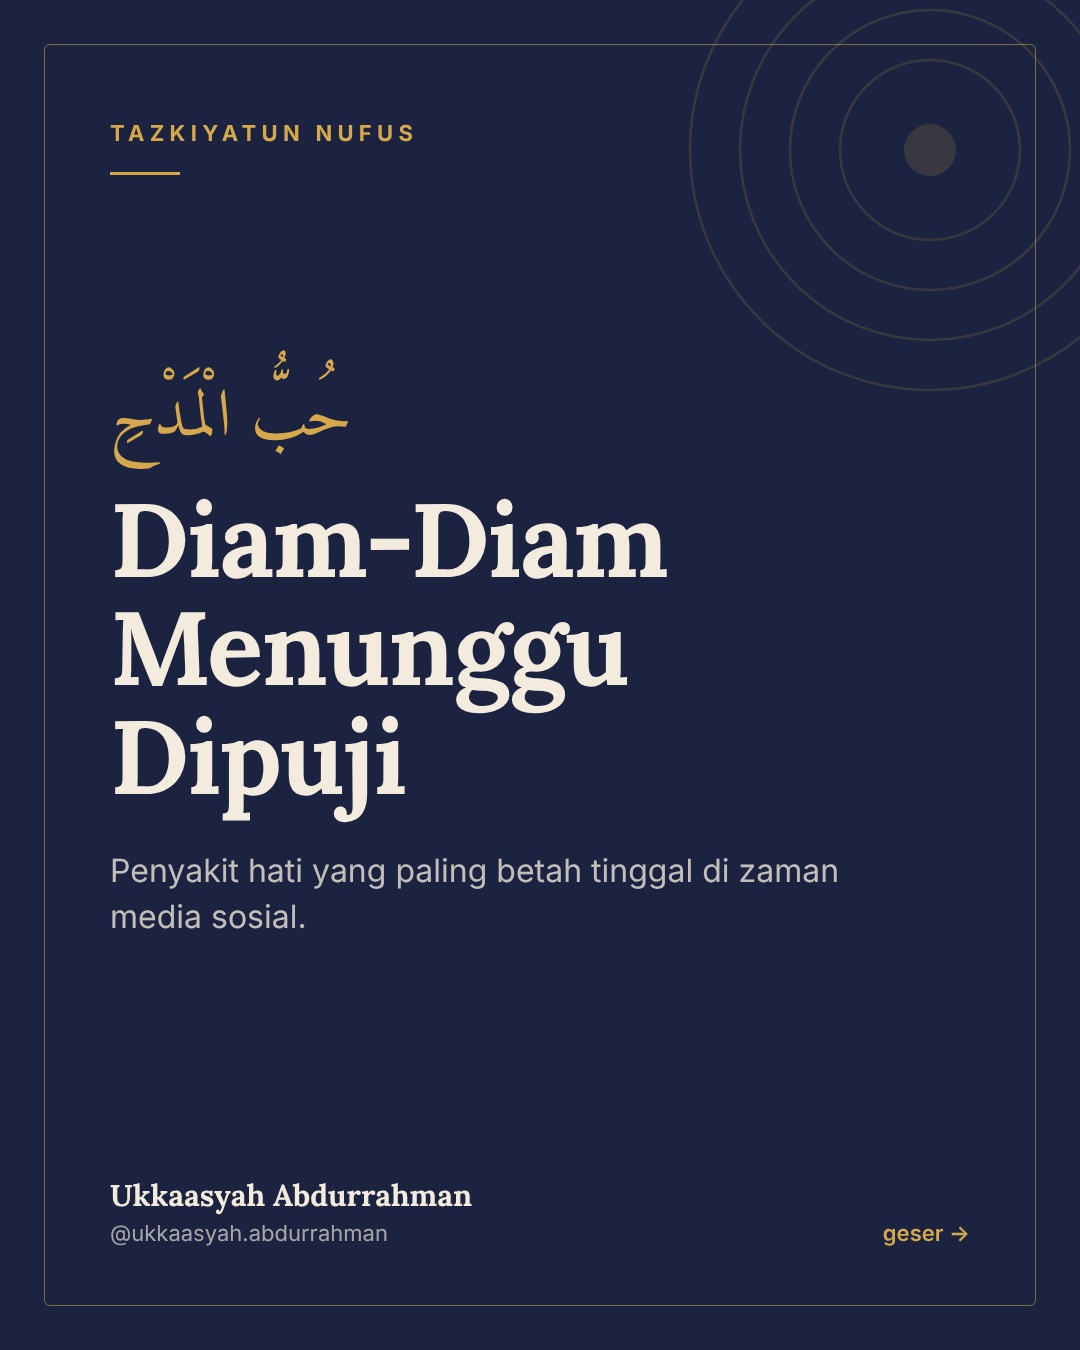 TAZKIYATUN NUFUS
حُبُّ الْمَدْحِ
Diam-Diam
Menunggu
Dipuji
Penyakit hati yang paling betah tinggal di zaman
media sosial.
Ukkaasyah Abdurrahman
@ukkaasyah.abdurrahman
geser →